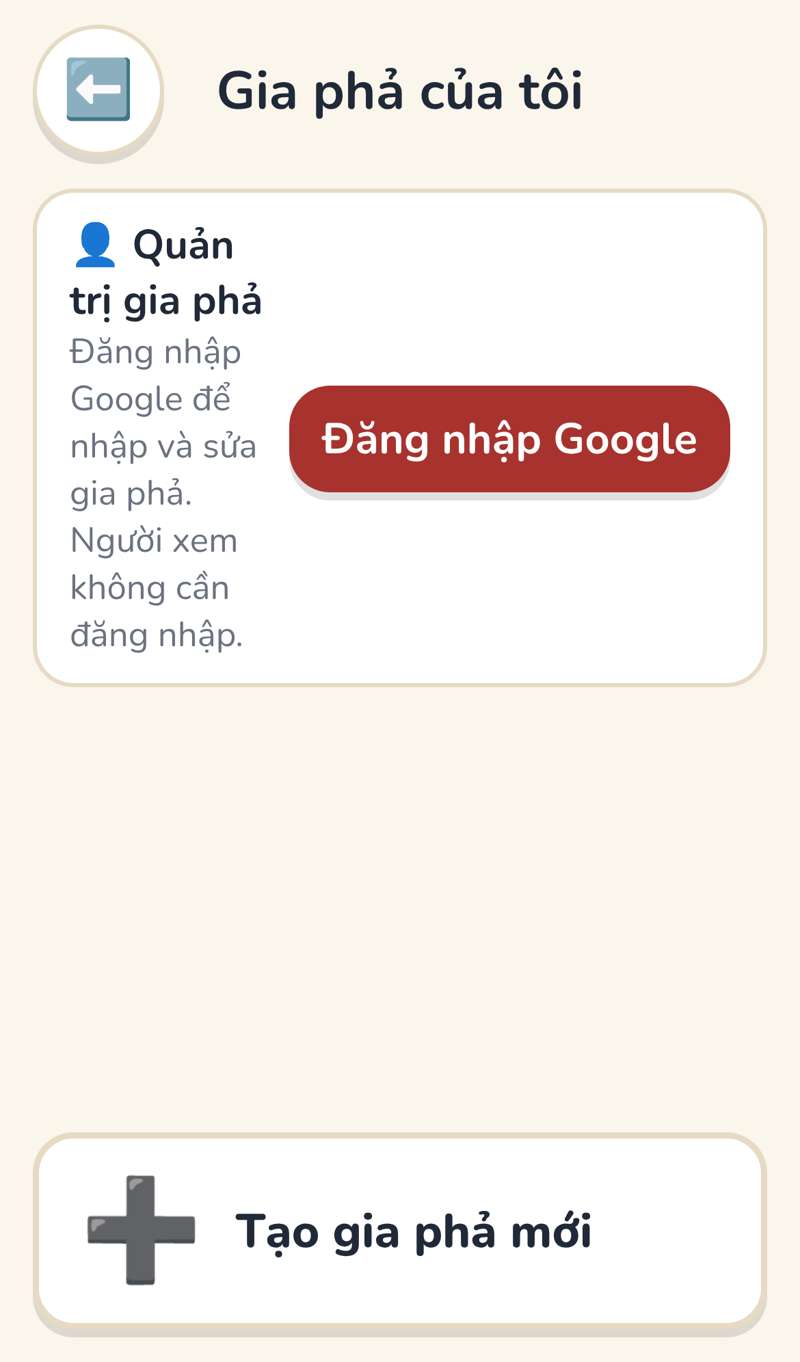 Gia phả của tôi
👤 Quản
trị gia phả
Đăng nhập
Google để
nhập và sửa
gia phả.
Người xem
không cần
đăng nhập.
Đăng nhập Google
Tạo gia phả mới